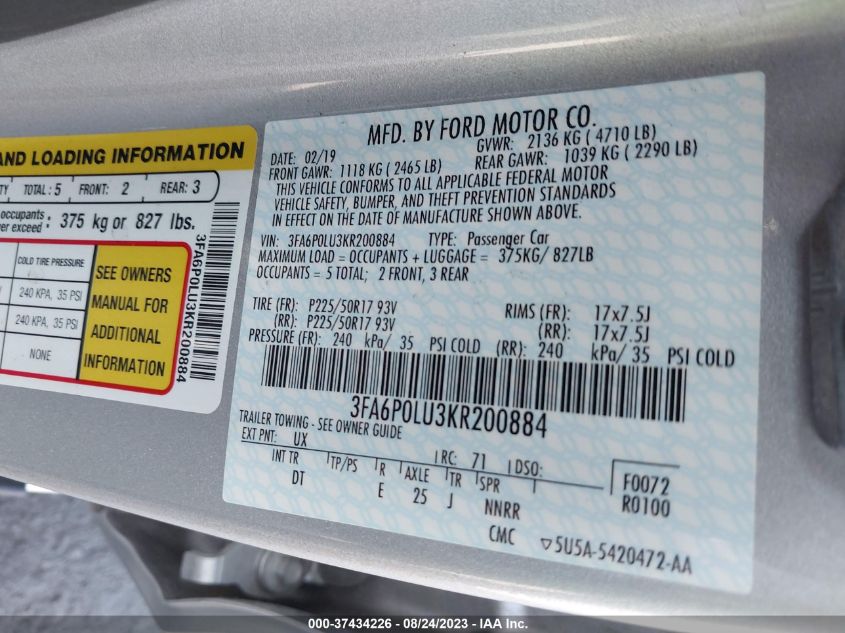 AND LOADING INFORMATION
TOTAL: 5 FRONT: 2 REAR: 3
occupants
exceed: 375 kg or 827 lbs.
COLD TIRE PRESSURE
240 KPA, 35 PSI
240 KPA, 35 PSI
NONE
SEE OWNERS
MANUAL FOR
ADDITIONAL
INFORMATION
3FA6P0LU3KR200884
MFD. BY FORD MOTOR CO.
DATE: 02/19 GVWR: 2136 KG ( 4710 LB)
FRONT GAWR: 1118 KG ( 2465 LB) REAR GAWR: 1039 KG ( 2290 LB)
THIS VEHICLE CONFORMS TO ALL APPLICABLE FEDERAL MOTOR
VEHICLE SAFETY, BUMPER, AND THEFT PREVENTION STANDARDS
IN EFFECT ON THE DATE OF MANUFACTURE SHOWN ABOVE.
VIN: 3FA6P0LU3KR200884 TYPE: Passenger Car
MAXIMUM LOAD = OCCUPANTS + LUGGAGE = 375KG/ 827LB
OCCUPANTS = 5 TOTAL; 2 FRONT, 3 REAR
TIRE (FR): P225/50R17 93V RIMS (FR): 17x7.5J
(RR): P225/50R17 93V (RR): 17x7.5J
PRESSURE (FR): 240 kPa/ 35 PSI COLD (RR): 240 kPa/ 35 PSI COLD
3FA6P0LU3KR200884
TRAILER TOWING - SEE OWNER GUIDE
EXT PNT: UX RC: 71 DSO:
INT TR TP/PS R AXLE TR SPR F0072
DT E 25 J NNRR R0100
CMC ▽5U5A-5420472-AA
000-37434226 - 08/24/2023 - IAA Inc.